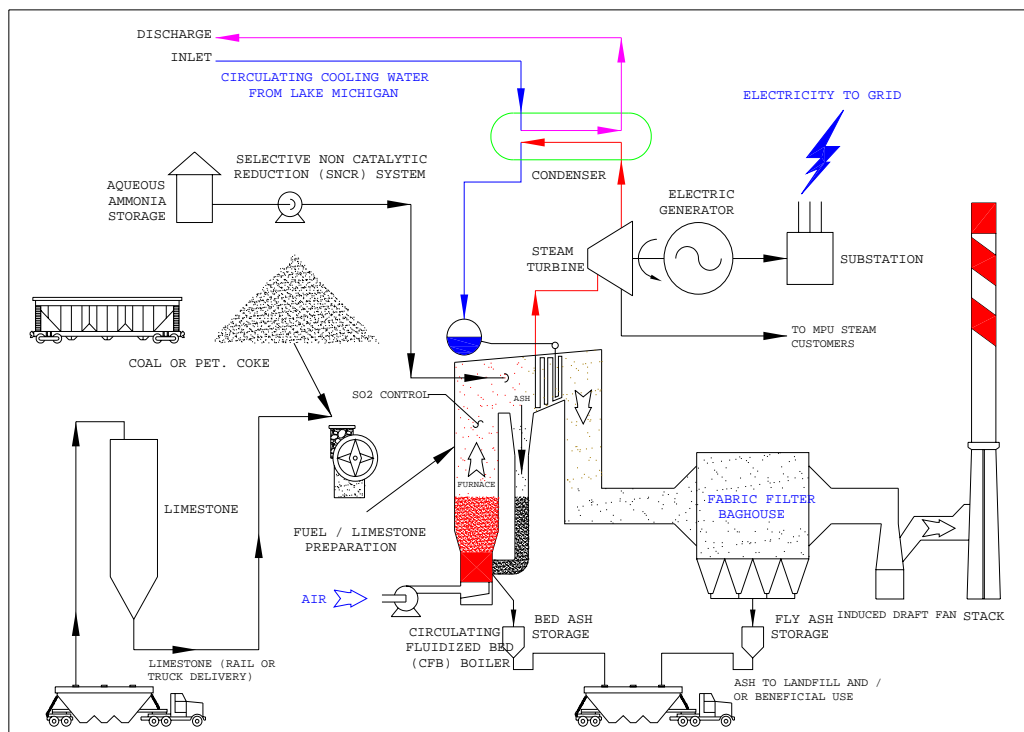 DISCHARGE
INLET
CIRCULATING COOLING WATER
FROM LAKE MICHIGAN
ELECTRICITY TO GRID
SELECTIVE NON CATALYTIC
REDUCTION (SNCR) SYSTEM
CONDENSER
AQUEOUS
AMMONIA
STORAGE
ELECTRIC
GENERATOR
STEAM
TURBINE
SUBSTATION
TO MPU STEAM
CUSTOMERS
COAL OR PET. COKE
SO2 CONTROL
ASH
FURNACE
LIMESTONE
FABRIC FILTER
BAGHOUSE
FUEL / LIMESTONE
PREPARATION
AIR
INDUCED DRAFT FAN
STACK
BED ASH
STORAGE
FLY ASH
STORAGE
CIRCULATING
FLUIDIZED BED
(CFB) BOILER
LIMESTONE (RAIL OR
TRUCK DELIVERY)
ASH TO LANDFILL AND /
OR BENEFICIAL USE